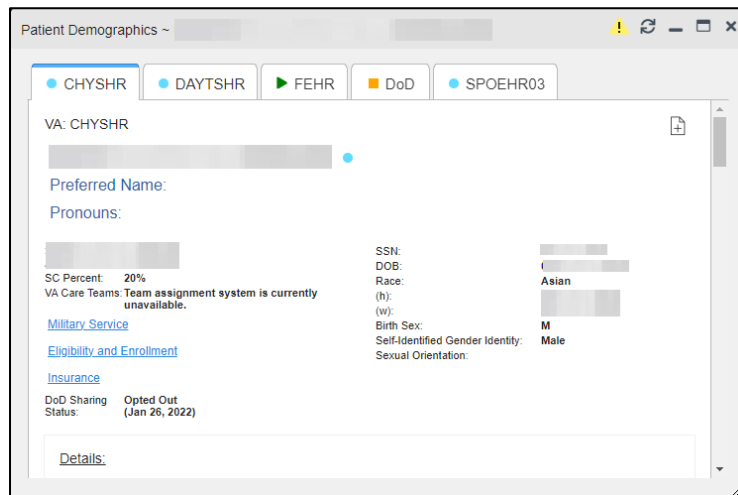 Patient Demographics ~
CHYSHR DAYTSHR FEHR DoD SPOEHR03
VA: CHYSHR
Preferred Name:
Pronouns:
SC Percent: 20%
VA Care Teams: Team assignment system is currently
unavailable.
Military Service
Eligibility and Enrollment
Insurance
DoD Sharing Opted Out
Status: (Jan 26, 2022)
SSN:
DOB:
Race: Asian
(h):
(w):
Birth Sex: M
Self-Identified Gender Identity: Male
Sexual Orientation:
Details: